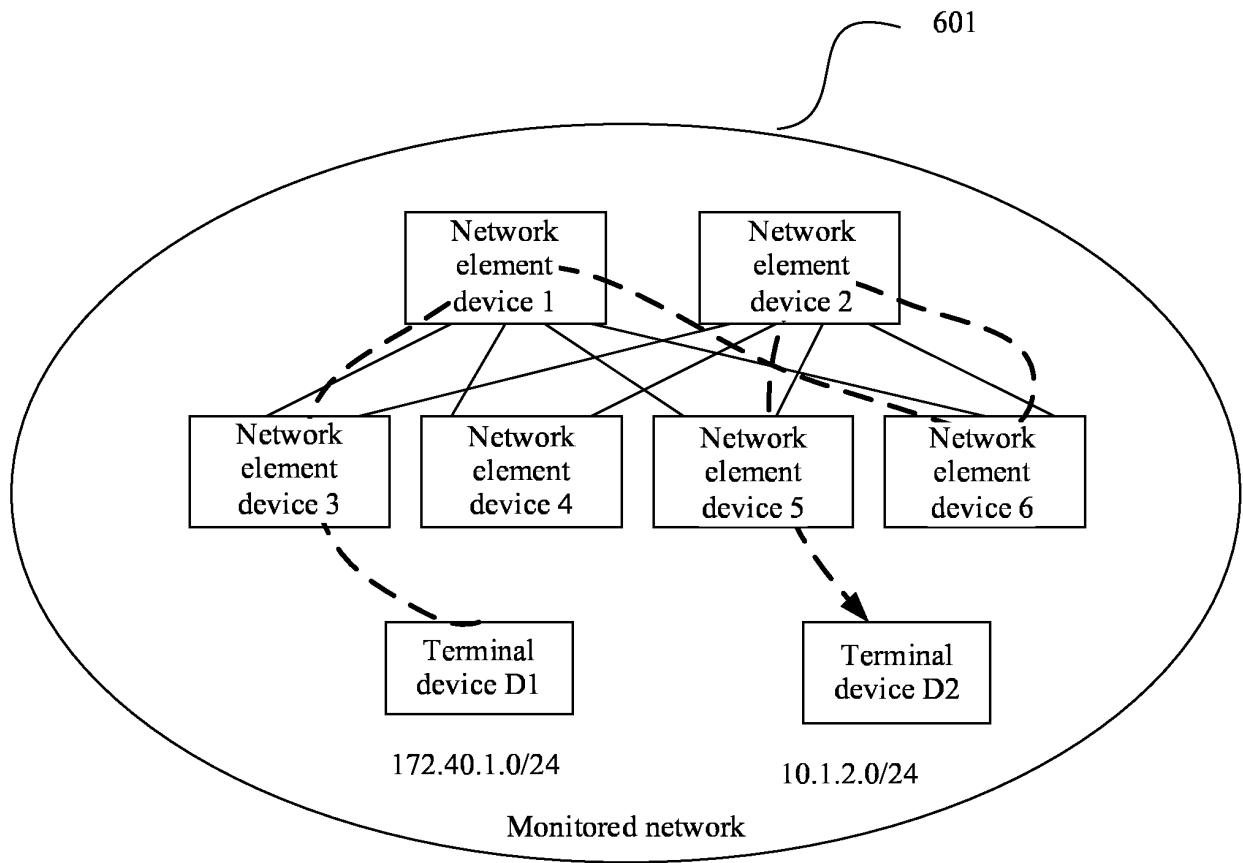 601
Network
element
device 1
Network
element
device 2
Network
element
device 3
Network
element
device 4
Network
element
device 5
Network
element
device 6
Terminal
device D1
Terminal
device D2
172.40.1.0/24
10.1.2.0/24
Monitored network